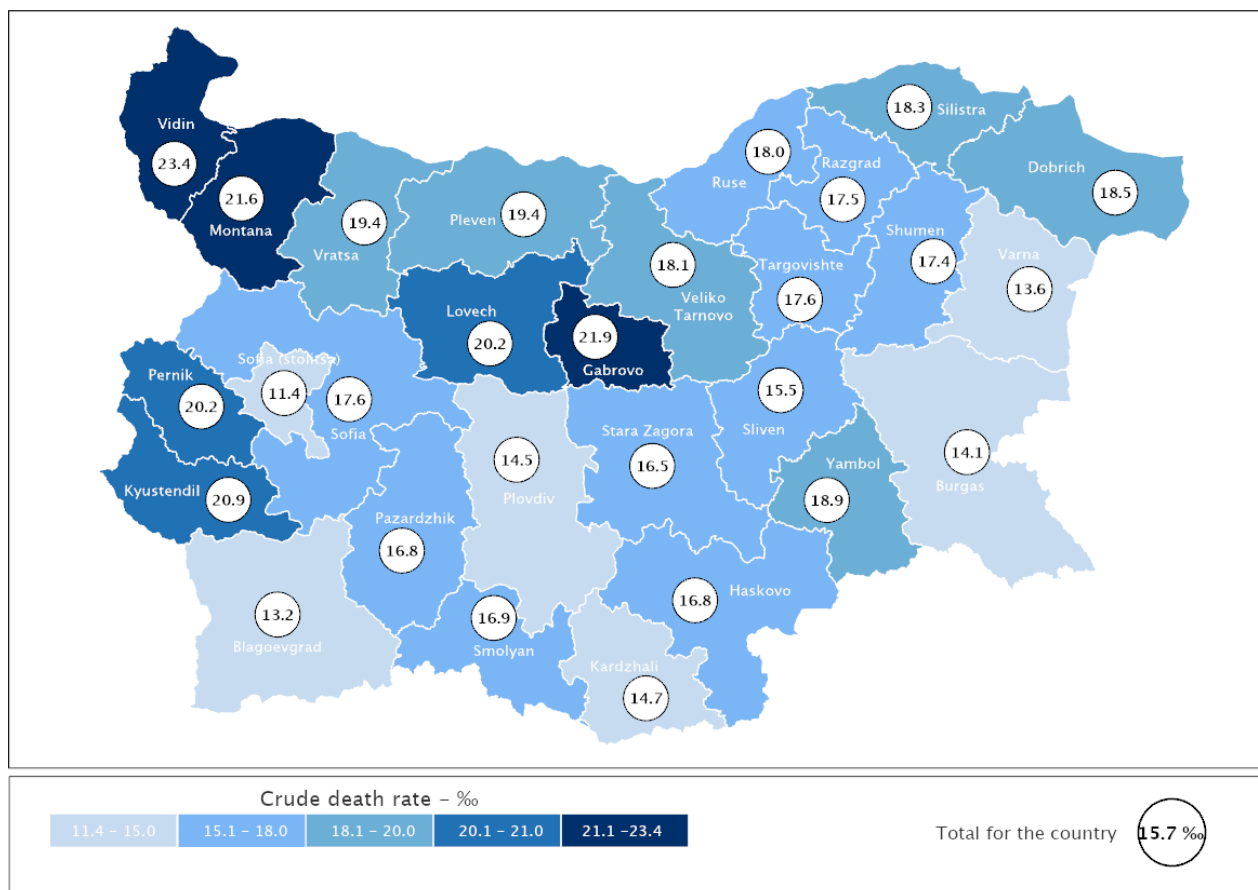 Vidin
23.4
21.6
Montana
19.4
Vratsa
Pleven
19.4
18.0
Ruse
Razgrad
17.5
18.3
Silistra
Dobrich
18.5
Shumen
17.4
Varna
13.6
18.1
Veliko
Tarnovo
Targovishte
17.6
Lovech
20.2
21.9
Gabrovo
Sofia (stolitsa)
11.4
17.6
Sofia
Pernik
20.2
Kyustendil
20.9
15.5
Sliven
14.5
Plovdiv
Stara Zagora
16.5
Yambol
18.9
14.1
Burgas
Pazardzhik
16.8
13.2
Blagoevgrad
16.9
Smolyan
16.8
Haskovo
Kardzhali
14.7
Crude death rate – ‰
11.4 – 15.0
15.1 – 18.0
18.1 – 20.0
20.1 – 21.0
21.1 –23.4
Total for the country
15.7 ‰